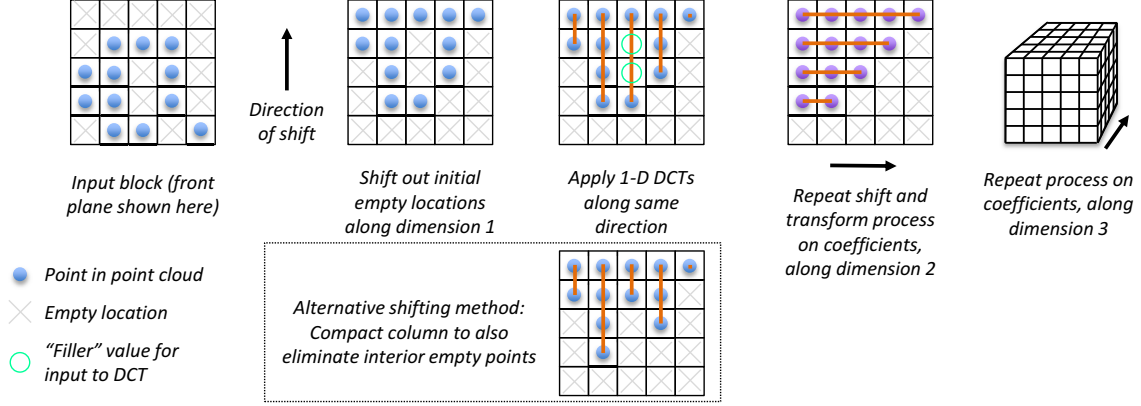 Direction
of shift
Input block (front
plane shown here)
Shift out initial
empty locations
along dimension 1
Apply 1-D DCTs
along same
direction
Repeat shift and
transform process
on coefficients,
along dimension 2
Repeat process on
coefficients, along
dimension 3
Point in point cloud
Empty location
“Filler” value for
input to DCT
Alternative shifting method:
Compact column to also
eliminate interior empty points